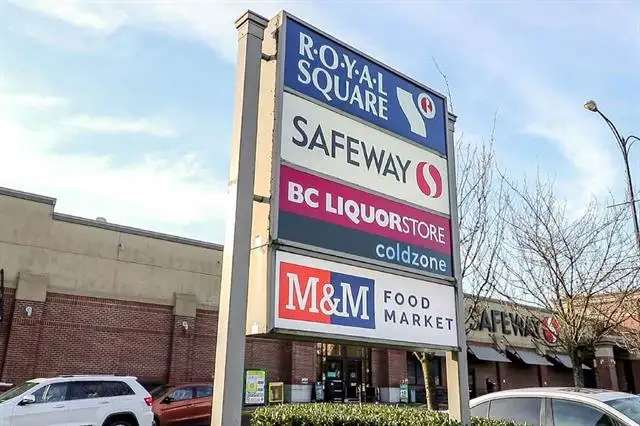 R·O·Y·A·L
SQUARE
SAFEWAY
BC LIQUORSTORE
coldzone
M&M FOOD
MARKET
SAFEWAY